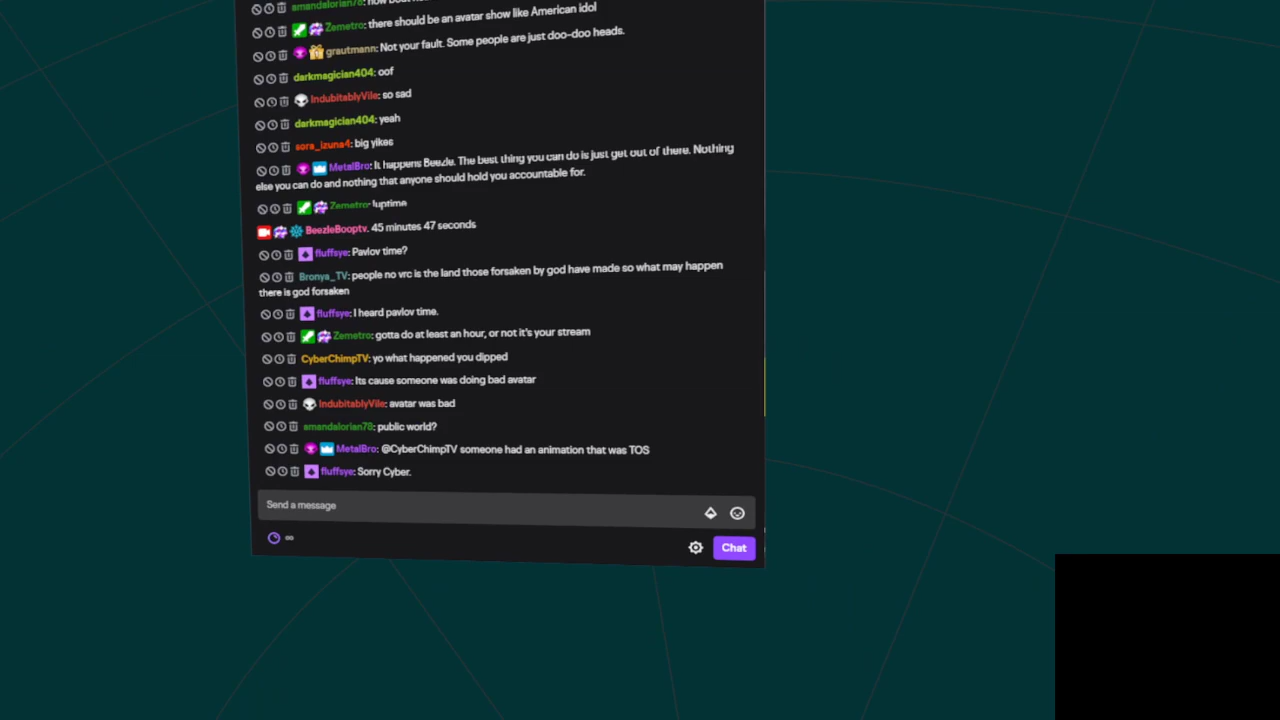 amandalorian78:
Zemetro: there should be an avatar show like American idol
grautmann: Not your fault. Some people are just doo-doo heads.
darkmagician404: oof
IndubitablyVile: so sad
darkmagician404: yeah
sora_izuna4: big yikes
MetalBro: It happens Beezle. The best thing you can do is just get out of there. Nothing
else you can do and nothing that anyone should hold you accountable for.
Zemetro: !uptime
BeezleBooptv. 45 minutes 47 seconds
fluffsye: Pavlov time?
Bronya_TV: people no vrc is the land those forsaken by god have made so what may happen
there is god forsaken
fluffsye: I heard pavlov time.
Zemetro: gotta do at least an hour, or not it's your stream
CyberChimpTV: yo what happened you dipped
fluffsye: Its cause someone was doing bad avatar
IndubitablyVile: avatar was bad
amandalorian78: public world?
MetalBro: @CyberChimpTV someone had an animation that was TOS
fluffsye: Sorry Cyber.
Send a message
∞
Chat